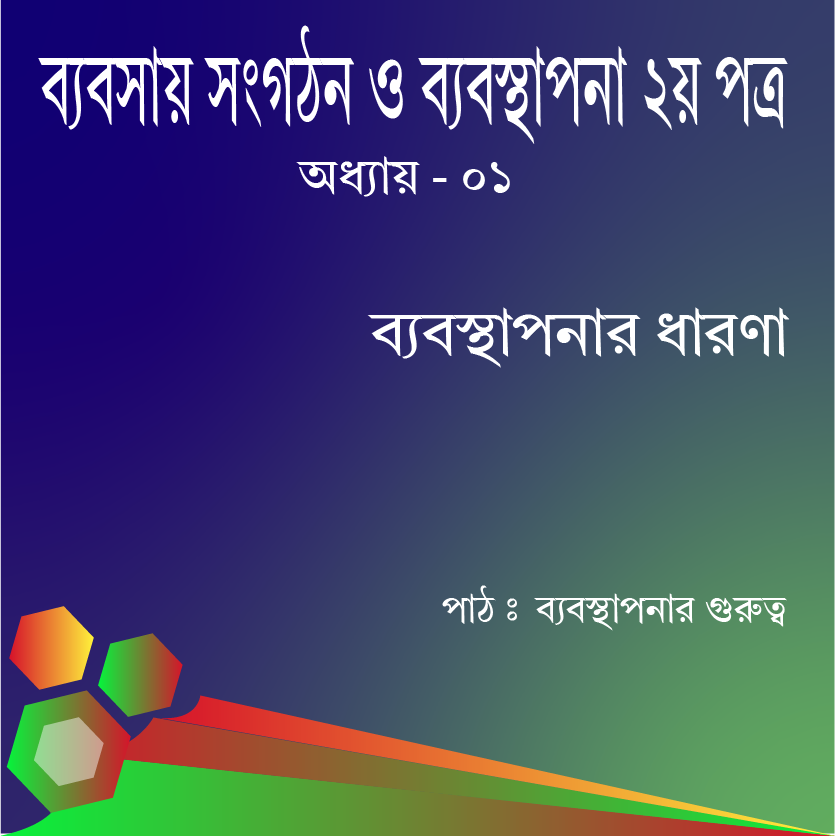 ব্যবসায় সংগঠন ও ব্যবস্থাপনা ২য় পত্র
অধ্যায় - ০১
ব্যবস্থাপনার ধারণা
পাঠ ঃ ব্যবস্থাপনার গুরুত্ব